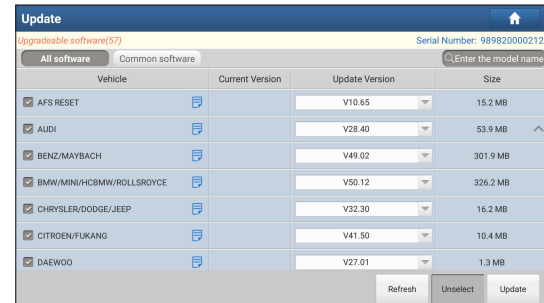 Update
Upgradeable software(57)
Serial Number: 989820000212
All software
Common software
Enter the model name
Vehicle
Current Version
Update Version
Size
AFS RESET
V10.65
15.2 MB
AUDI
V28.40
53.9 MB
BENZ/MAYBACH
V49.02
301.9 MB
BMW/MINI/HCBMW/ROLLSROYCE
V50.12
326.2 MB
CHRYSLER/DODGE/JEEP
V32.30
16.2 MB
CITROEN/FUKANG
V41.50
10.4 MB
DAEWOO
V27.01
1.3 MB
Refresh
Unselect
Update